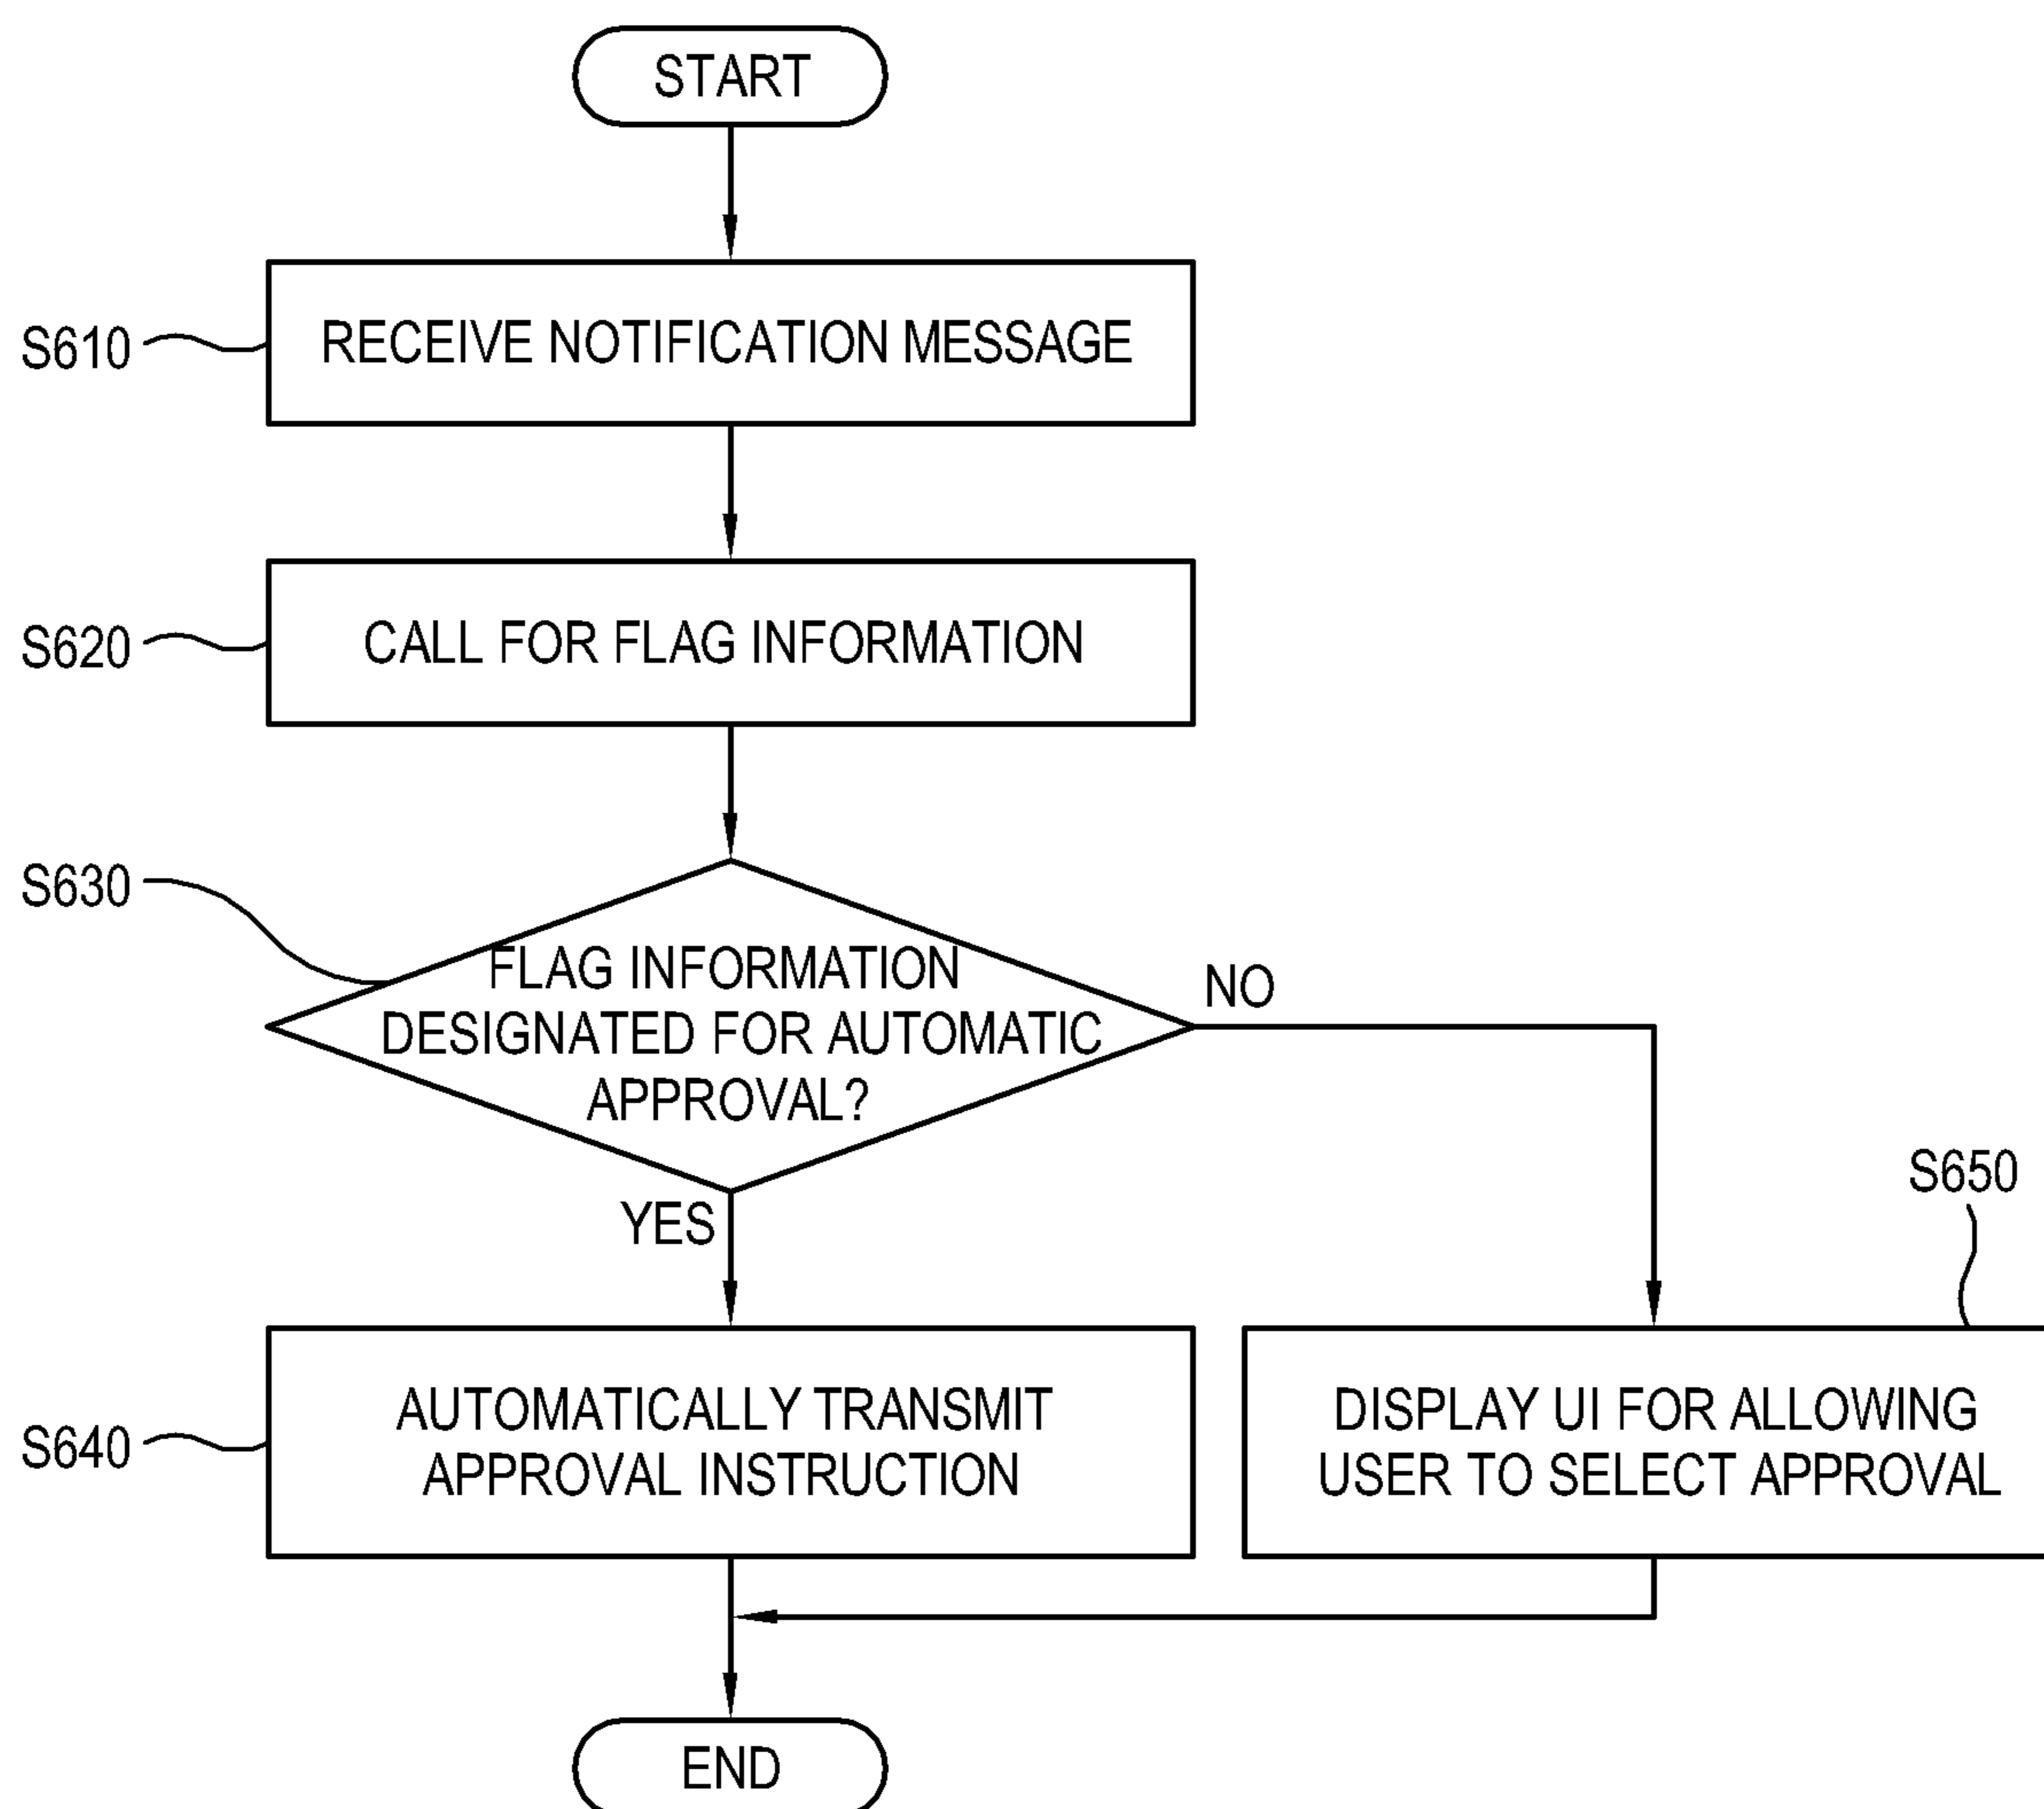 START
S610
RECEIVE NOTIFICATION MESSAGE
S620
CALL FOR FLAG INFORMATION
S630
FLAG INFORMATION
DESIGNATED FOR AUTOMATIC
APPROVAL?
NO
YES
S650
S640
AUTOMATICALLY TRANSMIT
APPROVAL INSTRUCTION
DISPLAY UI FOR ALLOWING
USER TO SELECT APPROVAL
END